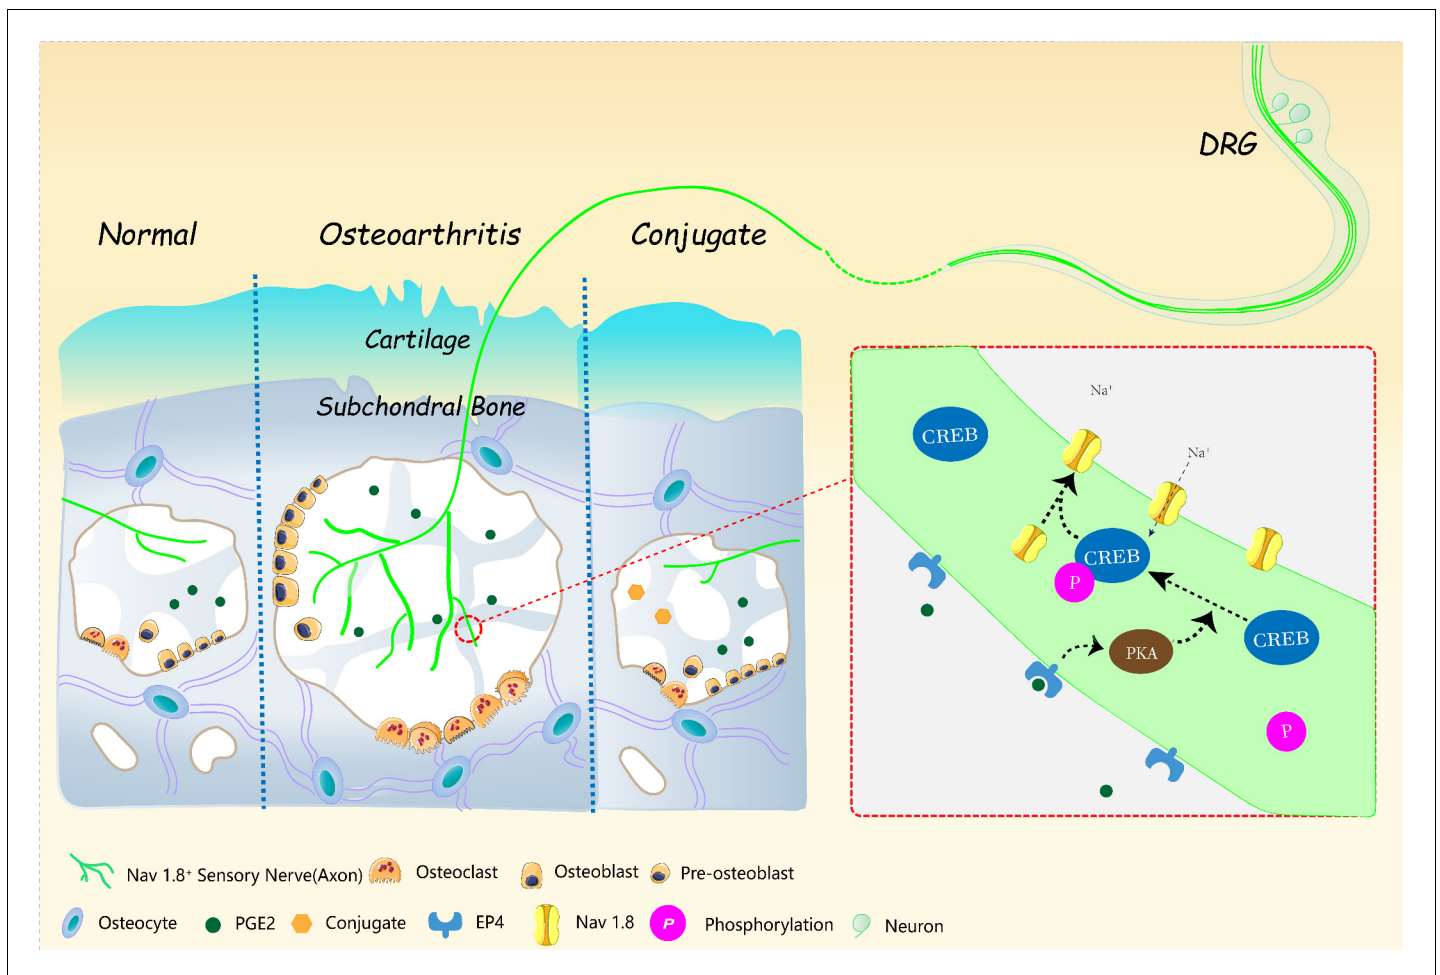 DRG
Normal
Osteoarthritis
Conjugate
Cartilage
Subchondral Bone
Na⁺
CREB
Na⁺
CREB
P
CREB
PKA
P
Nav 1.8⁺ Sensory Nerve(Axon)
Osteoclast
Osteoblast
Pre-osteoblast
Osteocyte
PGE2
Conjugate
EP4
Nav 1.8
P
Phosphorylation
Neuron